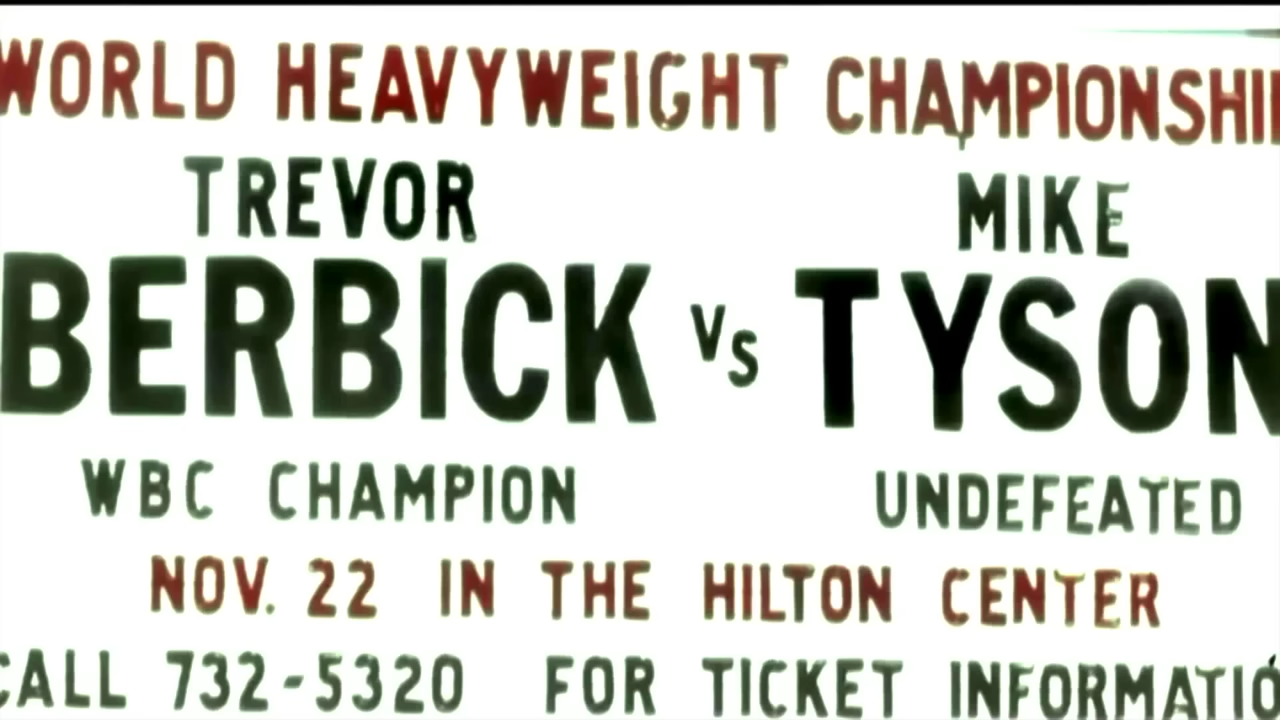 WORLD HEAVYWEIGHT CHAMPIONSHI
TREVOR MIKE
BERBICK VS TYSON
WBC CHAMPION UNDEFEATED
NOV. 22 IN THE HILTON CENTER
CALL 732-5320 FOR TICKET INFORMATIO